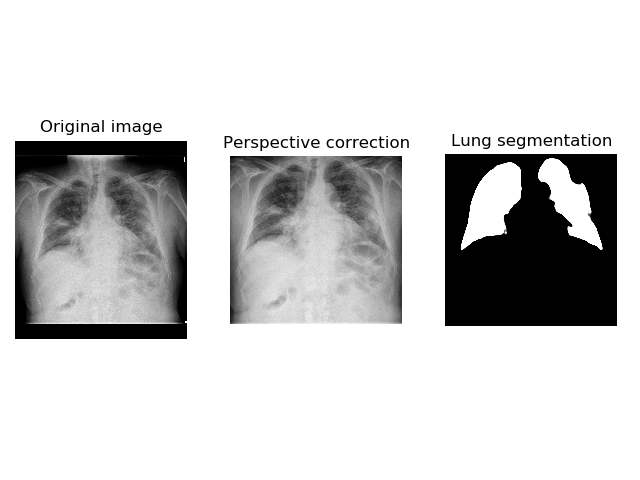 Original image
Perspective correction
Lung segmentation